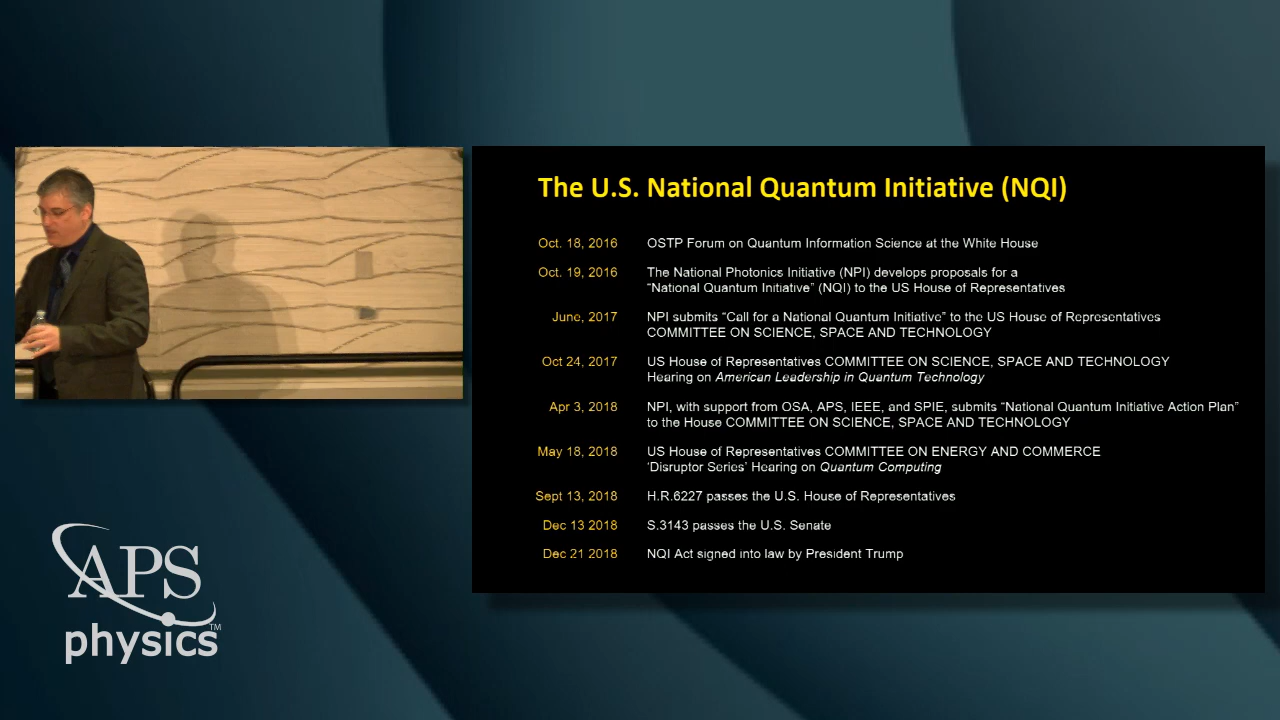 The U.S. National Quantum Initiative (NQI)
Oct. 18, 2016 OSTP Forum on Quantum Information Science at the White House
Oct. 19, 2016 The National Photonics Initiative (NPI) develops proposals for a
“National Quantum Initiative” (NQI) to the US House of Representatives
June, 2017 NPI submits “Call for a National Quantum Initiative” to the US House of Representatives
COMMITTEE ON SCIENCE, SPACE AND TECHNOLOGY
Oct 24, 2017 US House of Representatives COMMITTEE ON SCIENCE, SPACE AND TECHNOLOGY
Hearing on American Leadership in Quantum Technology
Apr 3, 2018 NPI, with support from OSA, APS, IEEE, and SPIE, submits “National Quantum Initiative Action Plan”
to the House COMMITTEE ON SCIENCE, SPACE AND TECHNOLOGY
May 18, 2018 US House of Representatives COMMITTEE ON ENERGY AND COMMERCE
‘Disruptor Series’ Hearing on Quantum Computing
Sept 13, 2018 H.R.6227 passes the U.S. House of Representatives
Dec 13 2018 S.3143 passes the U.S. Senate
Dec 21 2018 NQI Act signed into law by President Trump
APS
physics™